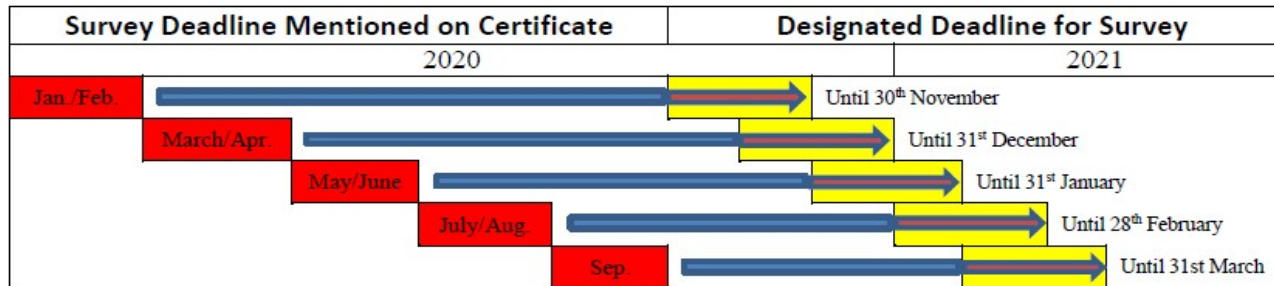 Survey Deadline Mentioned on Certificate Designated Deadline for Survey
2020 2021
Jan./Feb. Until 30th November
March/Apr. Until 31st December
May/June Until 31st January
July/Aug. Until 28th February
Sep. Until 31st March